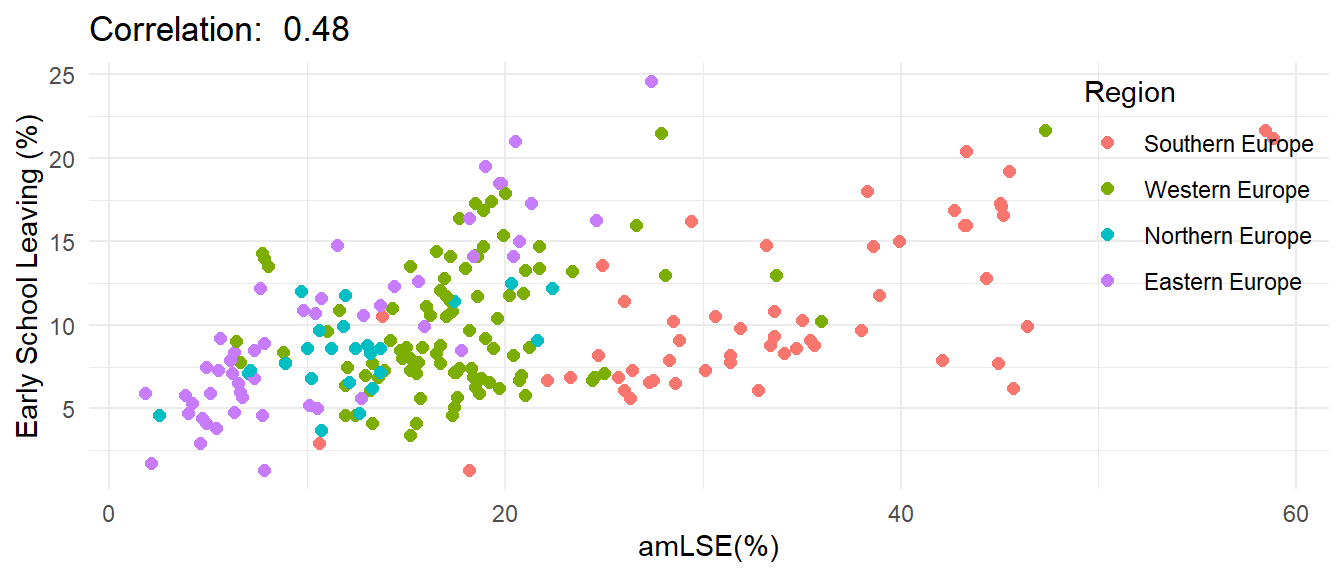 Correlation:  0.48
Early School Leaving (%)
25
20
15
10
5
Region
Southern Europe
Western Europe
Northern Europe
Eastern Europe
0 20 40 60
amLSE(%)